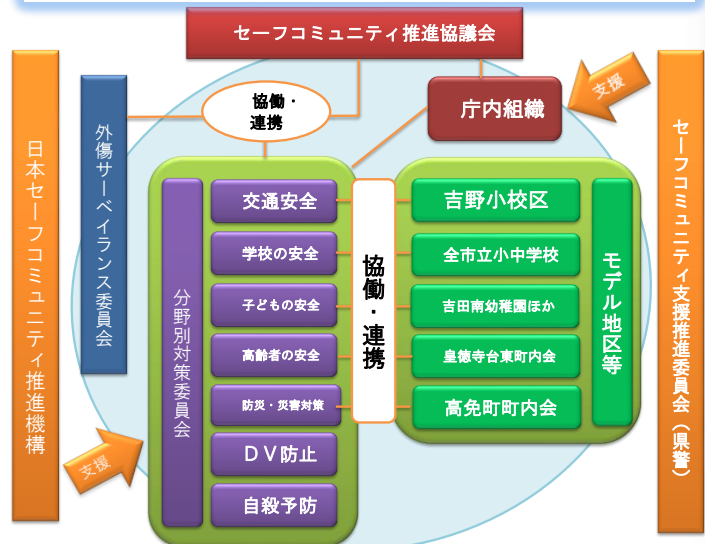 セーフコミュニティ推進協議会
協働・
連携
庁内組織
支援
日本セーフコミュニティ推進機構
外傷サーベイランス委員会
分野別対策委員会
交通安全
学校の安全
子どもの安全
高齢者の安全
防災・災害対策
ＤＶ防止
自殺予防
協働・連携
吉野小校区
全市立小中学校
吉田南幼稚園ほか
皇徳寺台東町内会
高免町町内会
モデル地区等
セーフコミュニティ支援推進委員会（県警）
支援